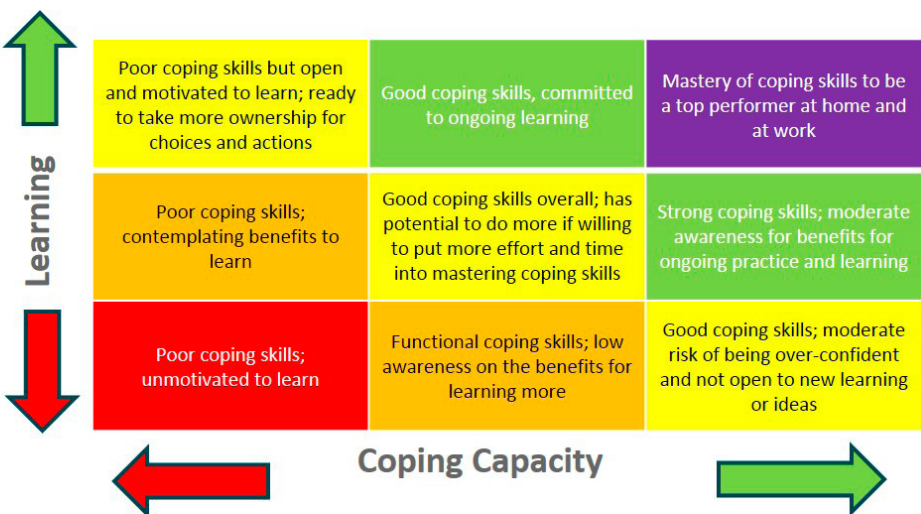 Learning
Poor coping skills but open
and motivated to learn; ready
to take more ownership for
choices and actions
Good coping skills, committed
to ongoing learning
Mastery of coping skills to be
a top performer at home and
at work
Poor coping skills;
contemplating benefits to
learn
Good coping skills overall; has
potential to do more if willing
to put more effort and time
into mastering coping skills
Strong coping skills; moderate
awareness for benefits for
ongoing practice and learning
Poor coping skills;
unmotivated to learn
Functional coping skills; low
awareness on the benefits for
learning more
Good coping skills; moderate
risk of being over-confident
and not open to new learning
or ideas
Coping Capacity